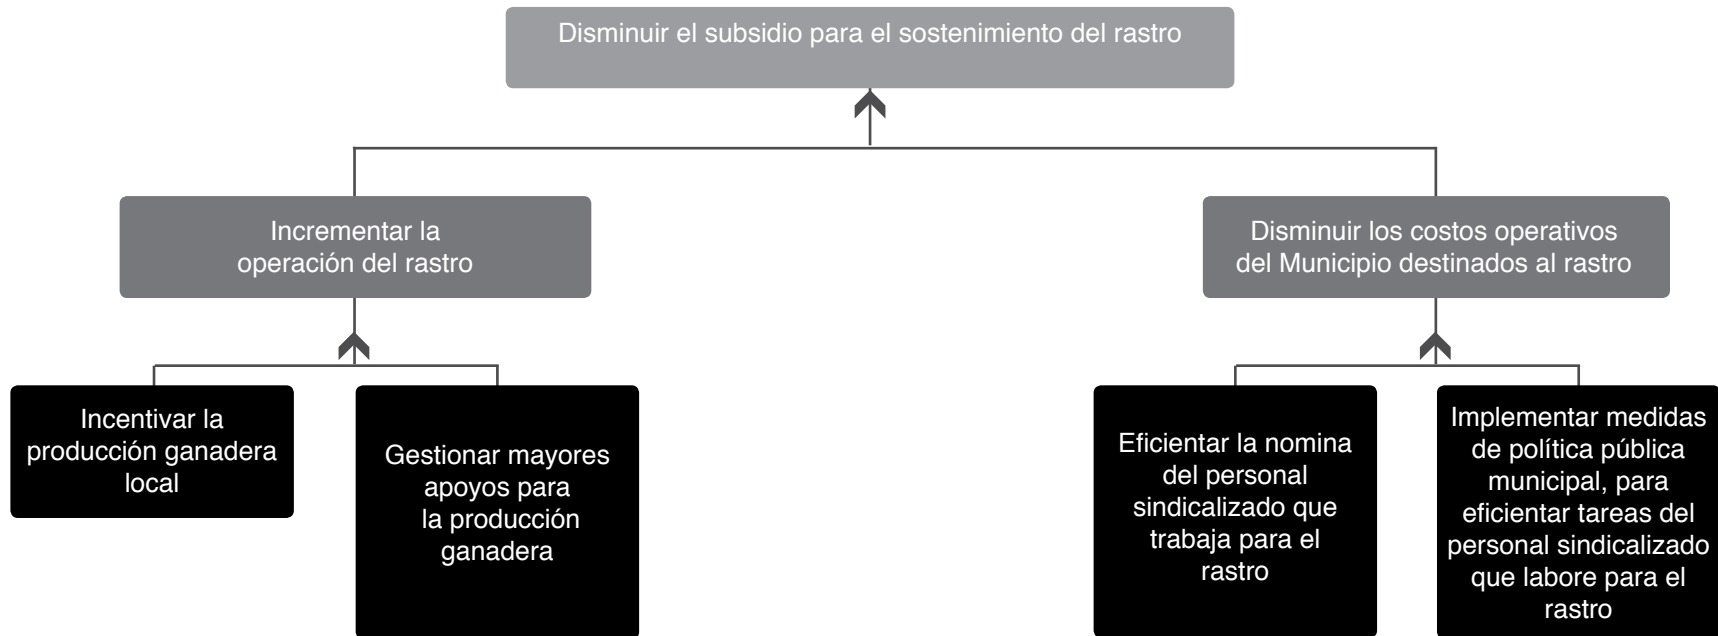 Disminuir el subsidio para el sostenimiento del rastro
Incrementar la
operación del rastro
Disminuir los costos operativos
del Municipio destinados al rastro
Incentivar la
producción ganadera
local
Gestionar mayores
apoyos para
la producción
ganadera
Eficientar la nomina
del personal
sindicalizado que
trabaja para el
rastro
Implementar medidas
de política pública
municipal, para
eficientar tareas del
personal sindicalizado
que labore para el
rastro